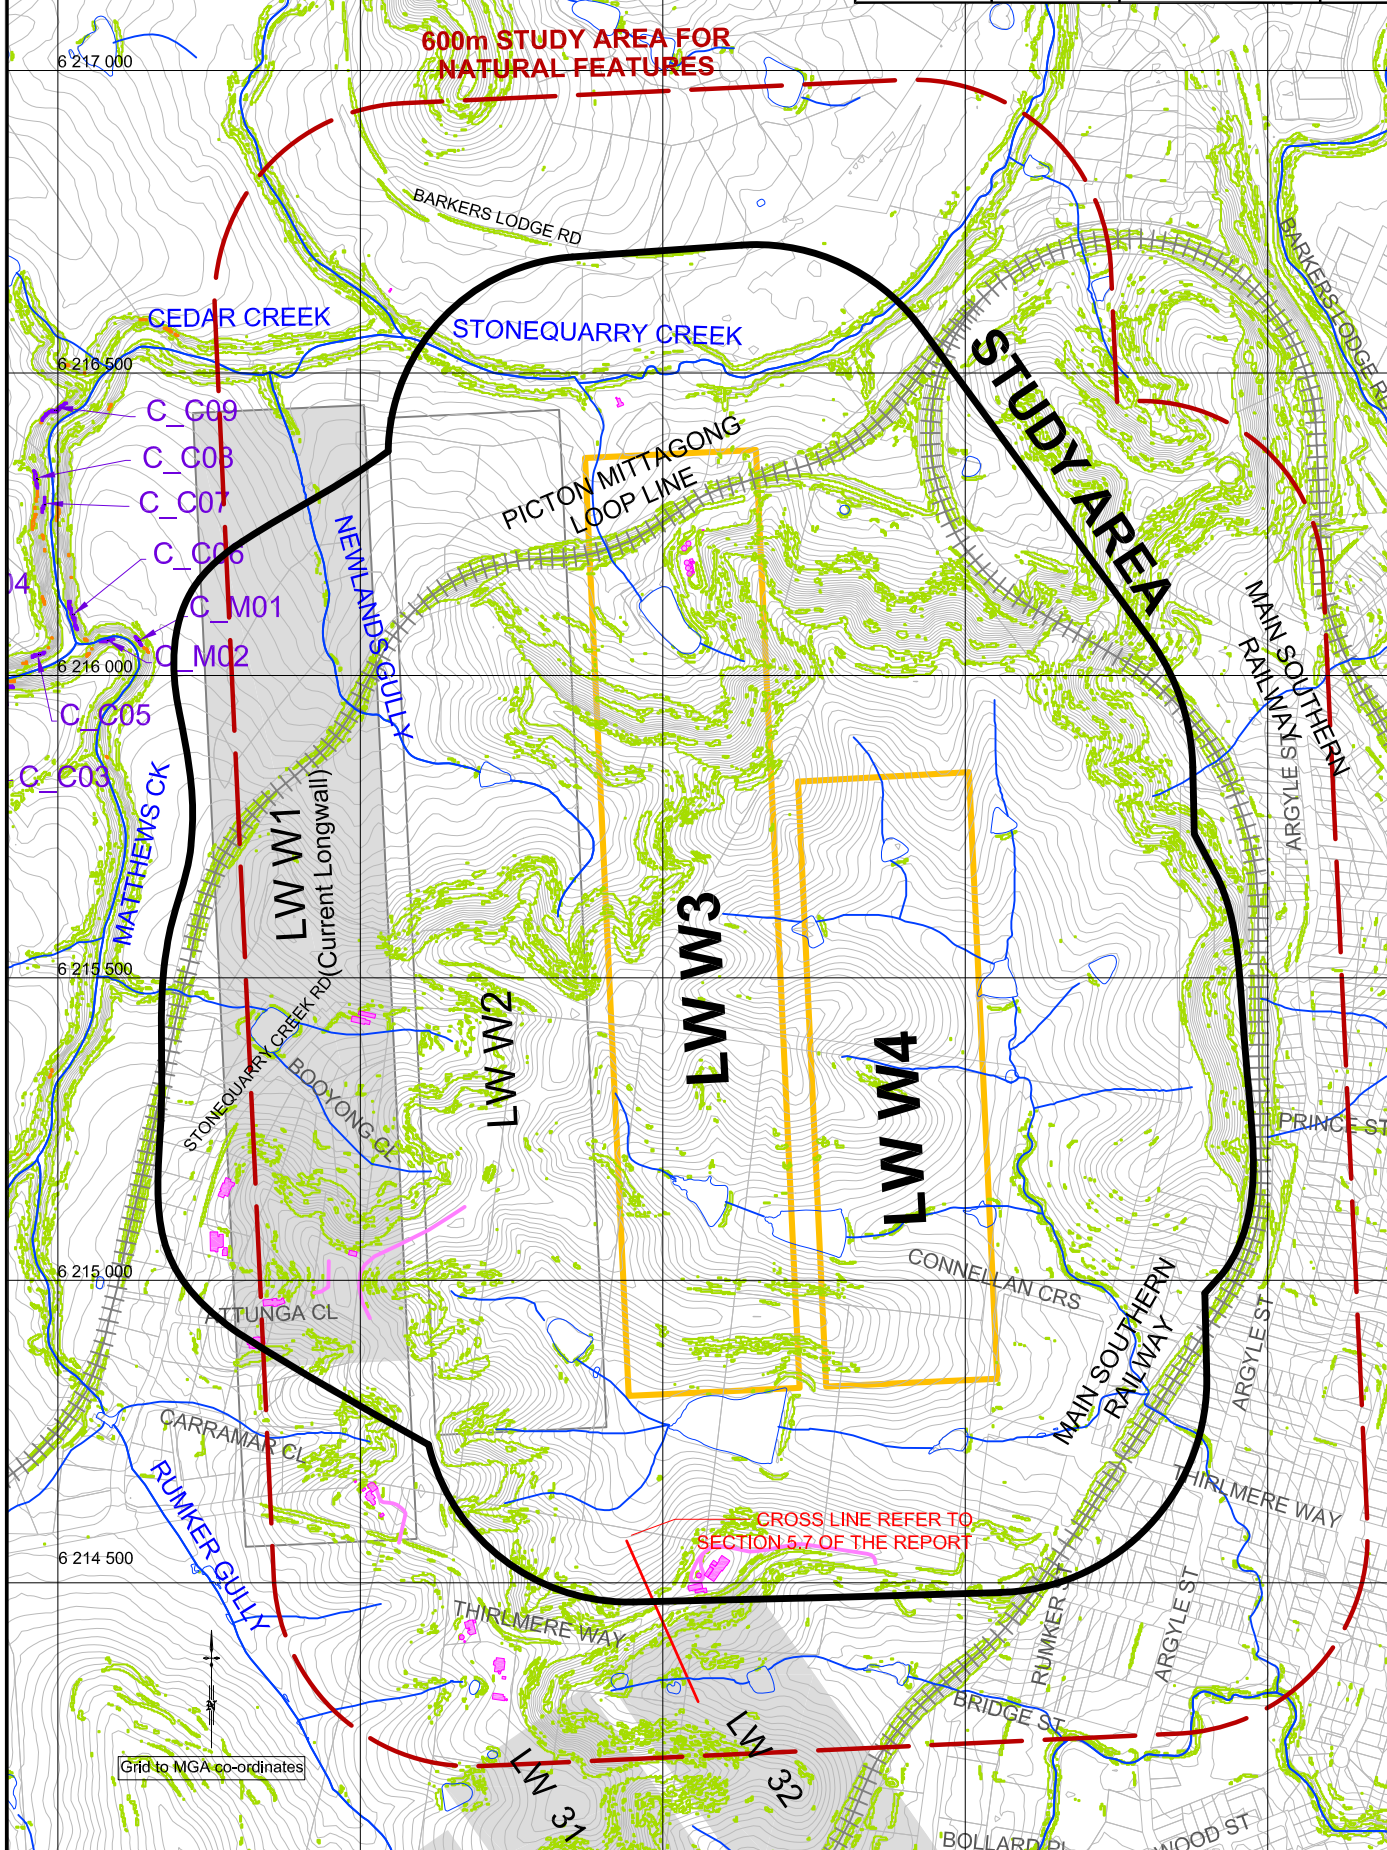 600m STUDY AREA FOR
NATURAL FEATURES
6 217 000
BARKERS LODGE RD
BARKERS LODGE RD
CEDAR CREEK
STONEQUARRY CREEK
6 216 500
STUDY AREA
C_C09
C_C08
C_C07
C_C06
C_M01
C_M02
C_C05
C_C03
04
PICTON MITTAGONG
LOOP LINE
NEWLANDS GULLY
MAIN SOUTHERN
RAILWAY
ARGYLE ST
6 216 000
MATTHEWS CK
LW W1
(Current Longwall)
LW W2
LW W3
LW W4
6 215 500
STONEQUARRY CREEK RD
BOOYONG CL
PRINCE ST
CONNELLAN CRS
6 215 000
ATTUNGA CL
MAIN SOUTHERN
RAILWAY
ARGYLE ST
CARRAMAR CL
RUMKER GULLY
THIRLMERE WAY
CROSS LINE REFER TO
SECTION 5.7 OF THE REPORT
6 214 500
THIRLMERE WAY
RUMKER ST
ARGYLE ST
BRIDGE ST
N
Grid to MGA co-ordinates
LW 31
LW 32
BOLLARD PL
WOOD ST